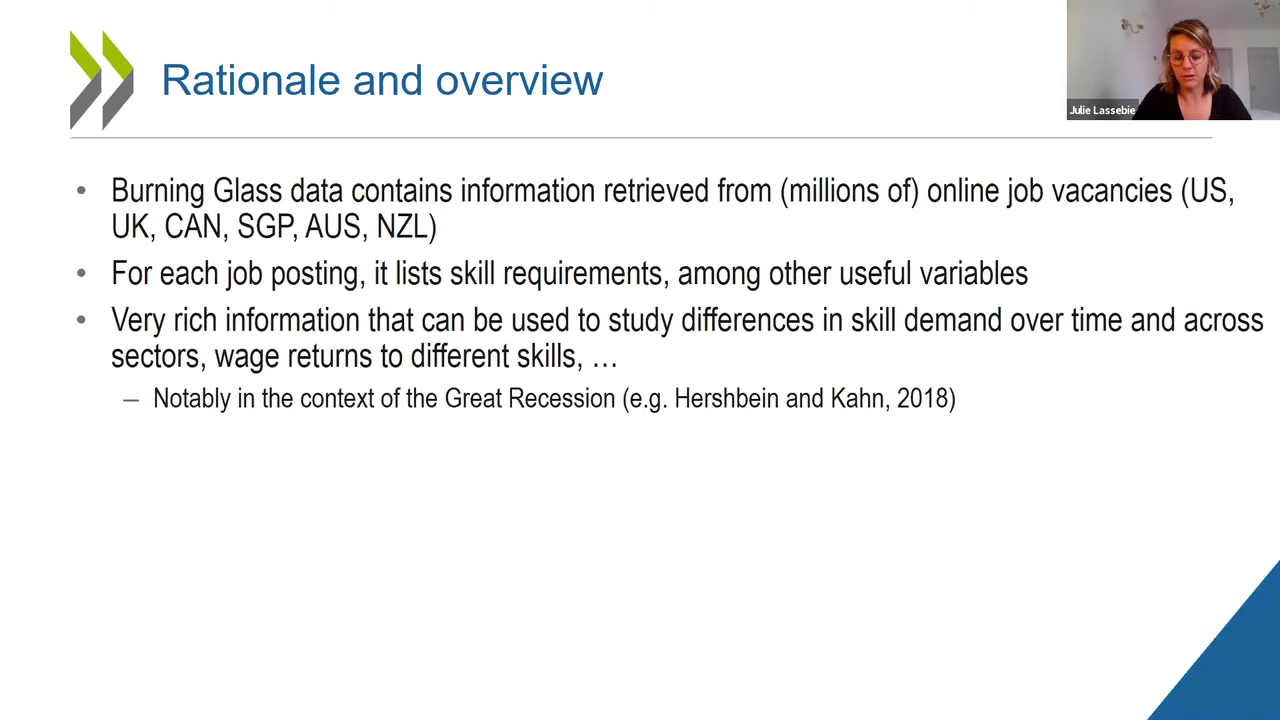 Rationale and overview
Julie Lassebie
• Burning Glass data contains information retrieved from (millions of) online job vacancies (US,
UK, CAN, SGP, AUS, NZL)
• For each job posting, it lists skill requirements, among other useful variables
• Very rich information that can be used to study differences in skill demand over time and across
sectors, wage returns to different skills, …
– Notably in the context of the Great Recession (e.g. Hershbein and Kahn, 2018)